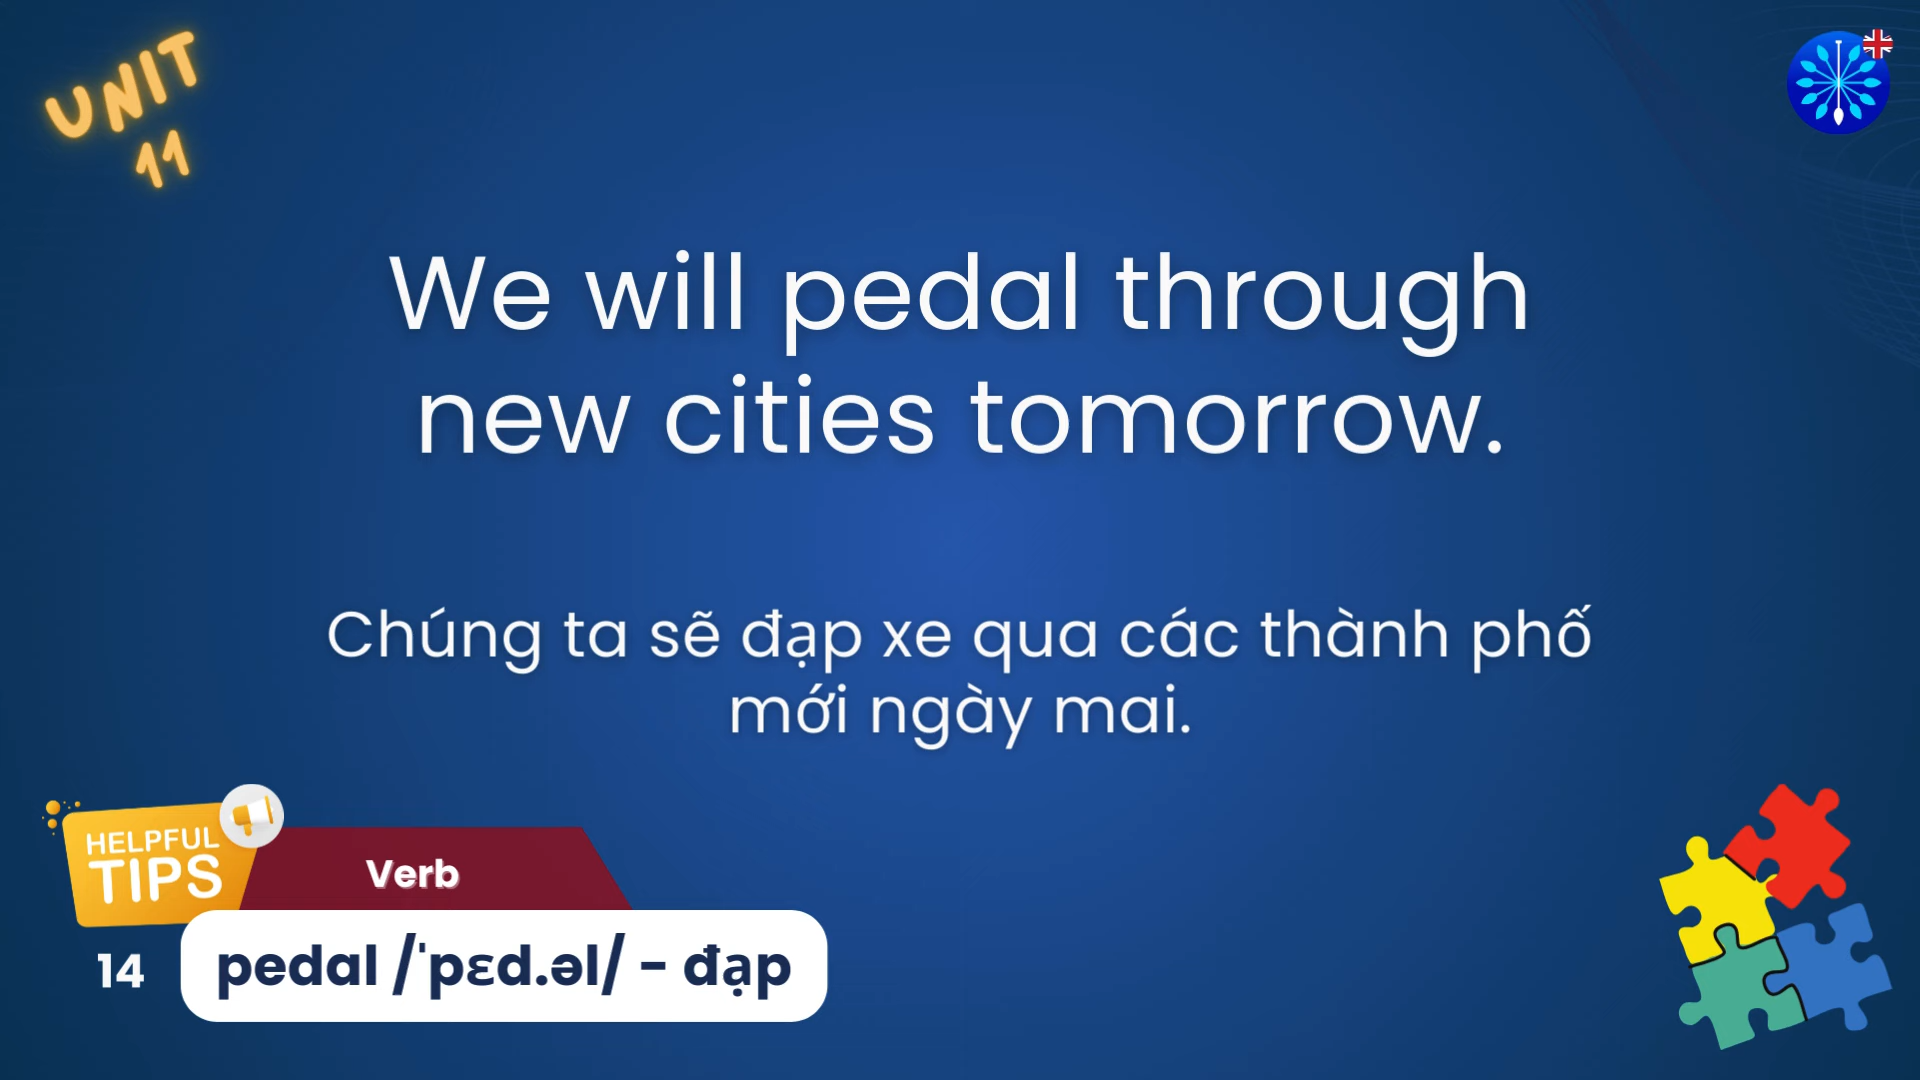 UNIT
11
We will pedal through
new cities tomorrow.
Chúng ta sẽ đạp xe qua các thành phố
mới ngày mai.
HELPFUL
TIPS
Verb
14
pedal /ˈpɛd.əl/ - đạp